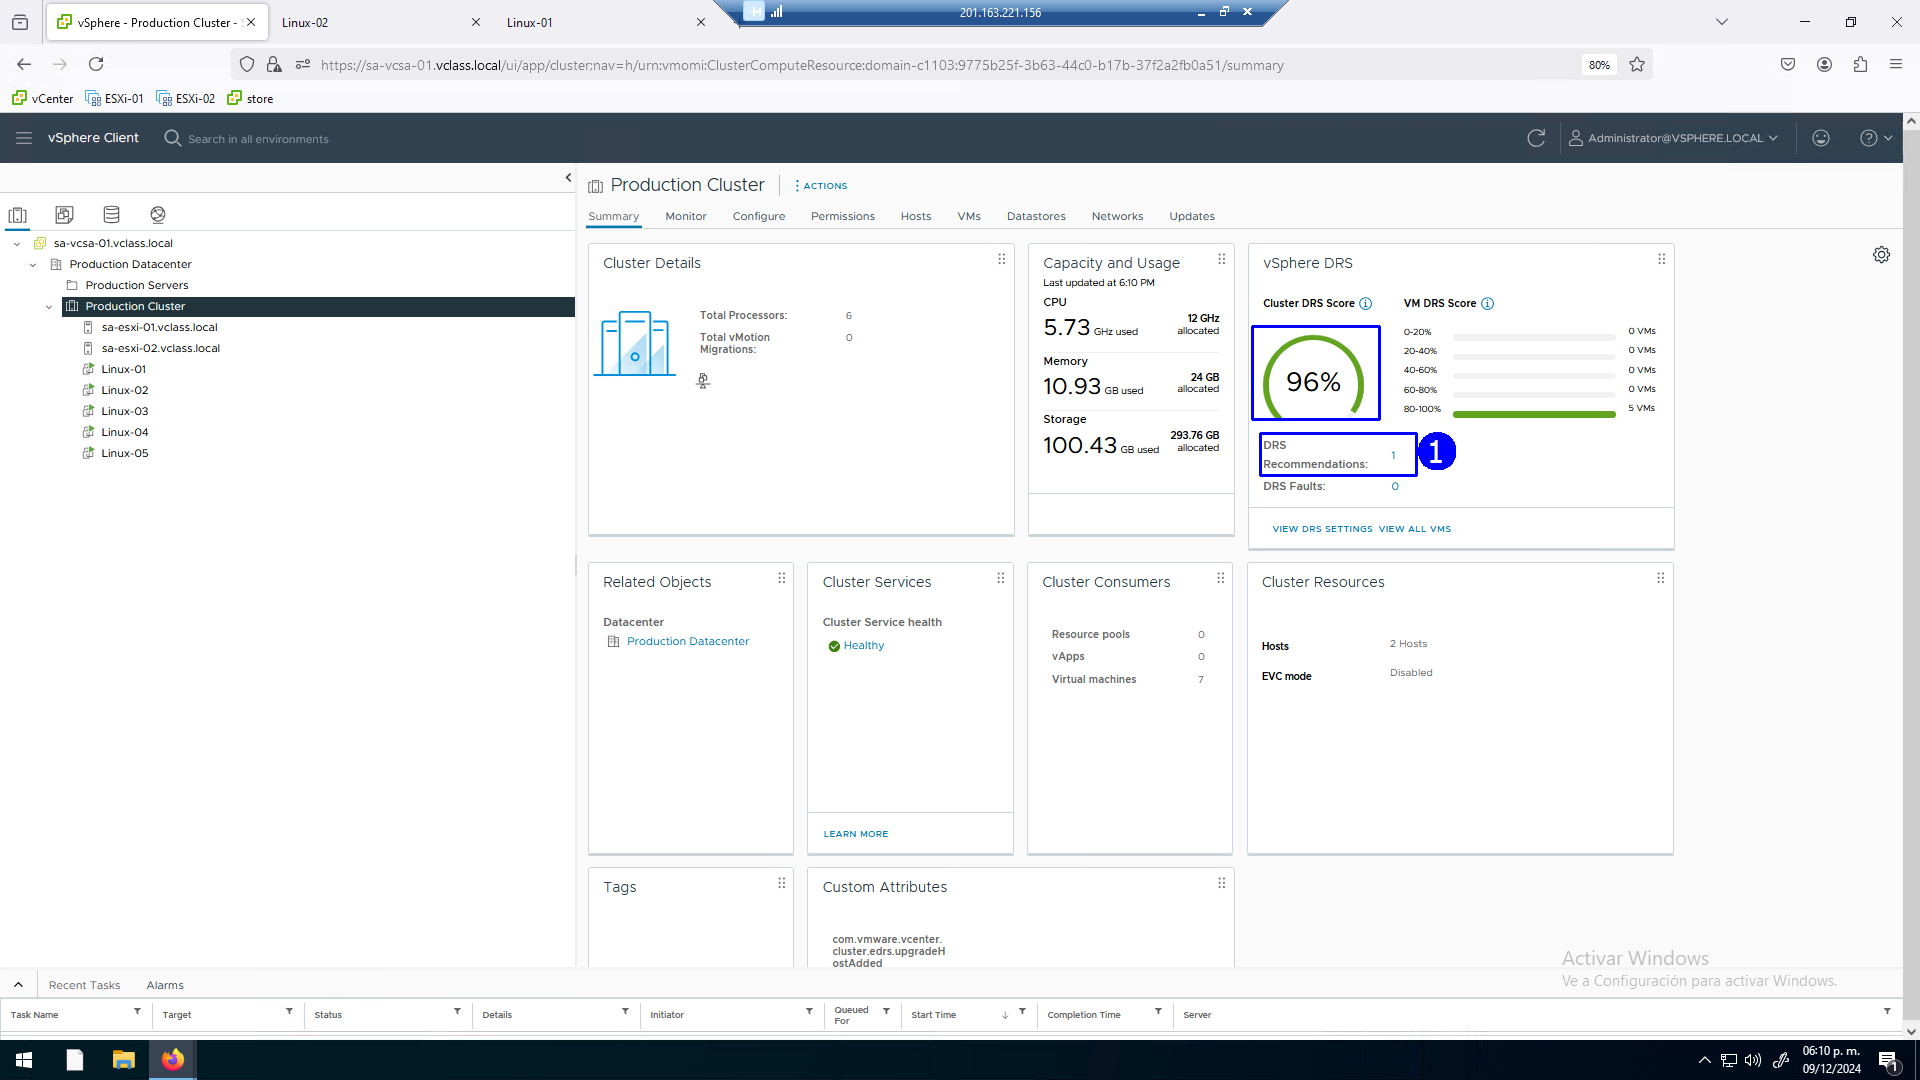 vSphere - Production Cluster -
Linux-02
Linux-01
201.163.221.156
https://sa-vcsa-01.vclass.local/ui/app/cluster;nav=h/urn:vmomi:ClusterComputeResource:domain-c1103:9775b25f-3b63-44c0-b17b-37f2a2fb0a51/summary
80%
vCenter
ESXi-01
ESXi-02
store
vSphere Client
Search in all environments
Administrator@VSPHERE.LOCAL
sa-vcsa-01.vclass.local
Production Datacenter
Production Servers
Production Cluster
sa-esxi-01.vclass.local
sa-esxi-02.vclass.local
Linux-01
Linux-02
Linux-03
Linux-04
Linux-05
Production Cluster
ACTIONS
Summary
Monitor
Configure
Permissions
Hosts
VMs
Datastores
Networks
Updates
Cluster Details
Total Processors: 6
Total vMotion
Migrations: 0
Capacity and Usage
Last updated at 6:10 PM
CPU
5.73 GHz used
12 GHz
allocated
Memory
10.93 GB used
24 GB
allocated
Storage
100.43 GB used
293.76 GB
allocated
vSphere DRS
Cluster DRS Score
96%
VM DRS Score
0-20% 0 VMs
20-40% 0 VMs
40-60% 0 VMs
60-80% 0 VMs
80-100% 5 VMs
DRS
Recommendations: 1
1
DRS Faults: 0
VIEW DRS SETTINGS
VIEW ALL VMS
Related Objects
Datacenter
Production Datacenter
Cluster Services
Cluster Service health
Healthy
LEARN MORE
Cluster Consumers
Resource pools 0
vApps 0
Virtual machines 7
Cluster Resources
Hosts 2 Hosts
EVC mode Disabled
Tags
Custom Attributes
com.vmware.vcenter.
cluster.edrs.upgradeH
ostAdded
Activar Windows
Ve a Configuración para activar Windows.
Recent Tasks
Alarms
Task Name
Target
Status
Details
Initiator
Queued
For
Start Time
Completion Time
Server
06:10 p. m.
09/12/2024
1